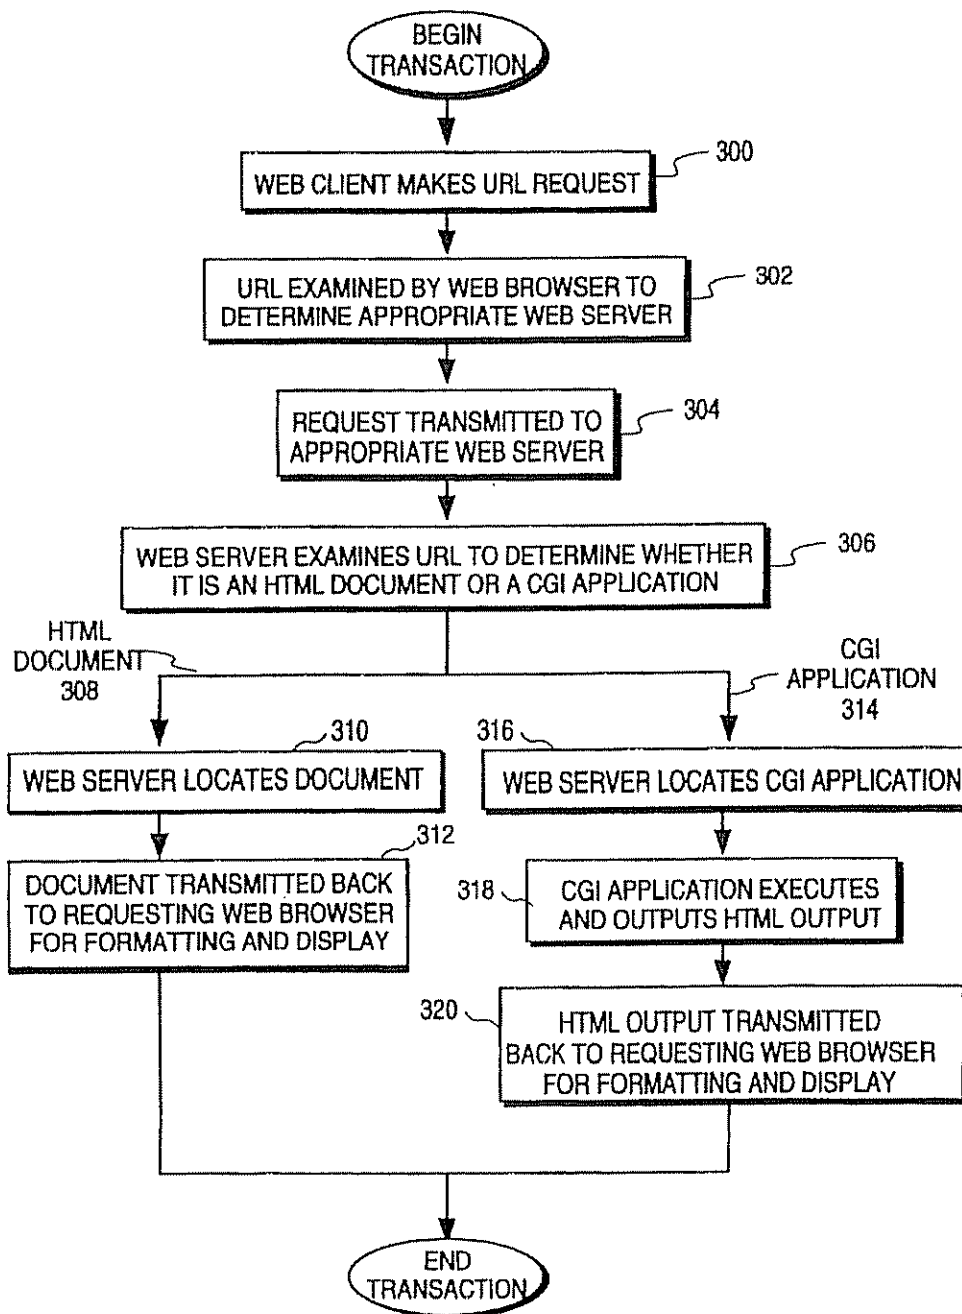 BEGIN
TRANSACTION
300
WEB CLIENT MAKES URL REQUEST
302
URL EXAMINED BY WEB BROWSER TO
DETERMINE APPROPRIATE WEB SERVER
304
REQUEST TRANSMITTED TO
APPROPRIATE WEB SERVER
306
WEB SERVER EXAMINES URL TO DETERMINE WHETHER
IT IS AN HTML DOCUMENT OR A CGI APPLICATION
HTML
DOCUMENT
308
CGI
APPLICATION
314
310
WEB SERVER LOCATES DOCUMENT
316
WEB SERVER LOCATES CGI APPLICATION
312
DOCUMENT TRANSMITTED BACK
TO REQUESTING WEB BROWSER
FOR FORMATTING AND DISPLAY
318
CGI APPLICATION EXECUTES
AND OUTPUTS HTML OUTPUT
320
HTML OUTPUT TRANSMITTED
BACK TO REQUESTING WEB BROWSER
FOR FORMATTING AND DISPLAY
END
TRANSACTION